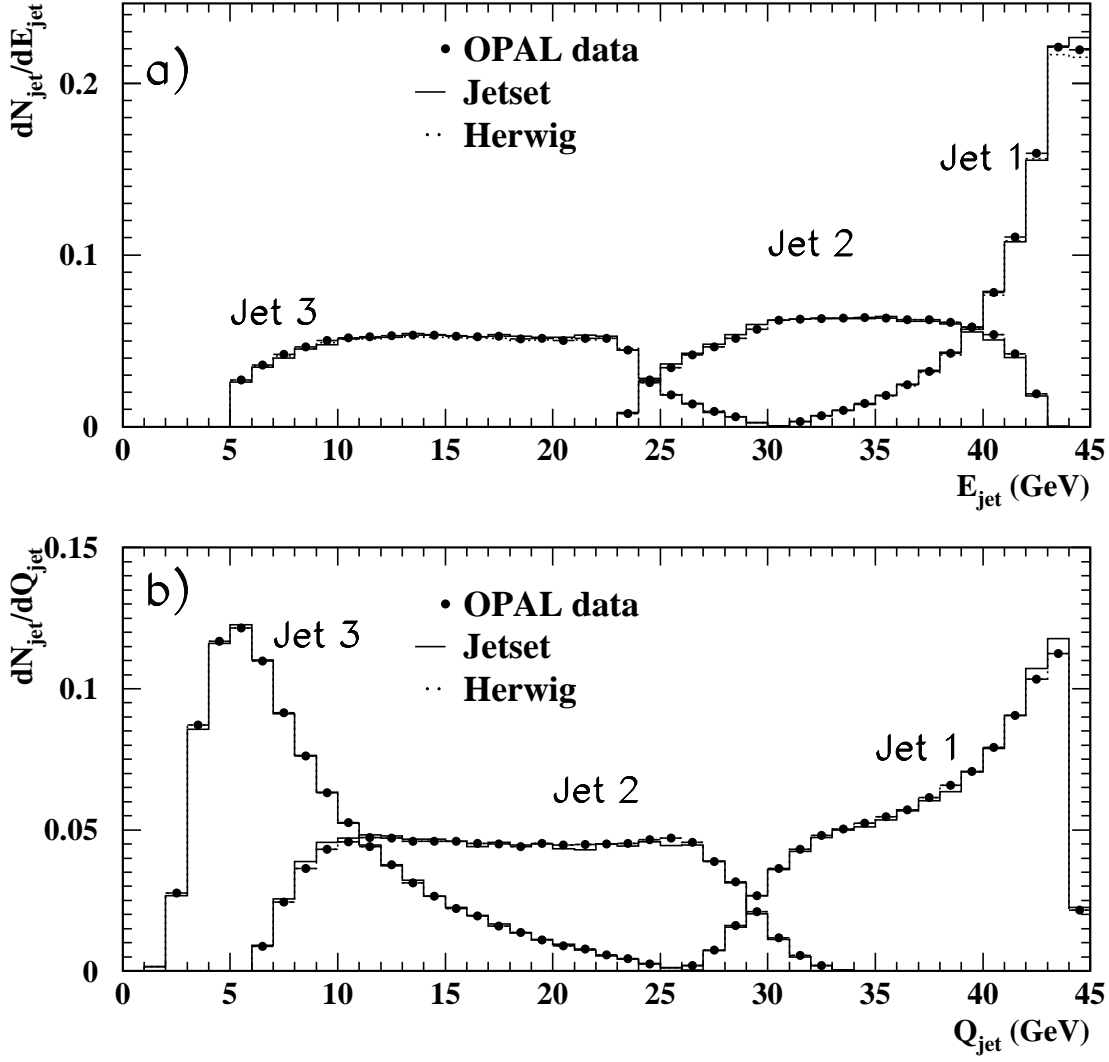 dN_jet/dE_jet
a)
OPAL data
Jetset
Herwig
Jet 1
Jet 2
Jet 3
0.2
0.1
0
0 5 10 15 20 25 30 35 40 45
E_jet (GeV)
dN_jet/dQ_jet
b)
OPAL data
Jetset
Herwig
Jet 3
Jet 1
Jet 2
0.15
0.1
0.05
0
0 5 10 15 20 25 30 35 40 45
Q_jet (GeV)